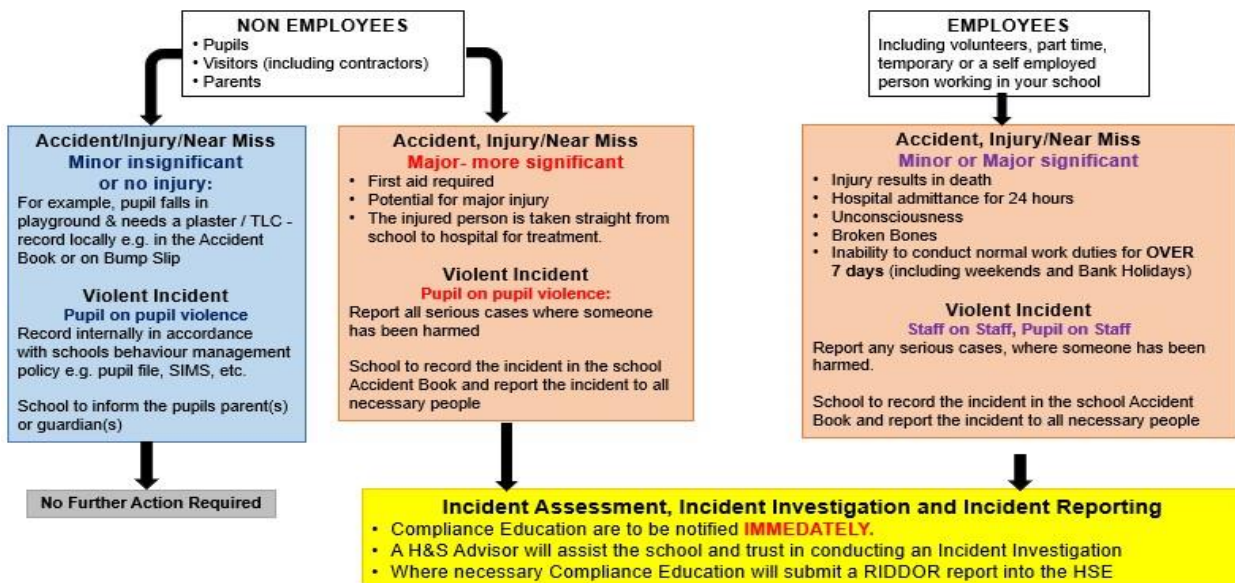 NON EMPLOYEES
• Pupils
• Visitors (including contractors)
• Parents
EMPLOYEES
Including volunteers, part time,
temporary or a self employed
person working in your school
Accident/Injury/Near Miss
Minor insignificant
or no injury:
For example, pupil falls in
playground & needs a plaster / TLC -
record locally e.g. in the Accident
Book or on Bump Slip
Violent Incident
Pupil on pupil violence
Record internally in accordance
with schools behaviour management
policy e.g. pupil file, SIMS, etc.
School to inform the pupils parent(s)
or guardian(s)
Accident, Injury/Near Miss
Major- more significant
• First aid required
• Potential for major injury
• The injured person is taken straight from
school to hospital for treatment.
Violent Incident
Pupil on pupil violence:
Report all serious cases where someone
has been harmed
School to record the incident in the school
Accident Book and report the incident to all
necessary people
Accident, Injury/Near Miss
Minor or Major significant
• Injury results in death
• Hospital admittance for 24 hours
• Unconsciousness
• Broken Bones
• Inability to conduct normal work duties for OVER
7 days (including weekends and Bank Holidays)
Violent Incident
Staff on Staff, Pupil on Staff
Report any serious cases, where someone has been
harmed.
School to record the incident in the school Accident
Book and report the incident to all necessary people
No Further Action Required
Incident Assessment, Incident Investigation and Incident Reporting
• Compliance Education are to be notified IMMEDIATELY.
• A H&S Advisor will assist the school and trust in conducting an Incident Investigation
• Where necessary Compliance Education will submit a RIDDOR report into the HSE